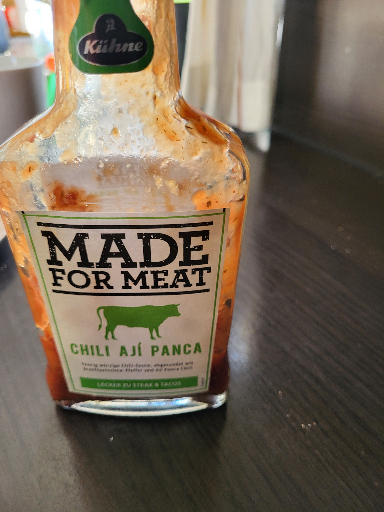 Kühne
MADE
FOR MEAT
CHILI AJÍ PANCA
LECKER ZU STEAK & TACOS